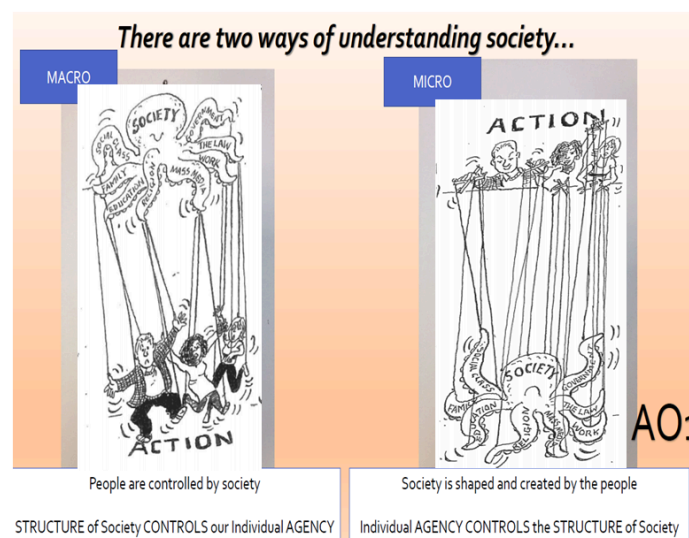 There are two ways of understanding society...
MACRO
SOCIETY
GOVERNMENT
SOCIAL CLASS
THE LAW
FAMILY
WORK
EDUCATION
RELIGION
MASS MEDIA
ACTION
People are controlled by society
STRUCTURE of Society CONTROLS our Individual AGENCY
MICRO
ACTION
SOCIETY
SOCIAL CLASS
GOVERNMENT
EDUCATION
RELIGION
THE LAW
WORK
AO1
Society is shaped and created by the people
Individual AGENCY CONTROLS the STRUCTURE of Society